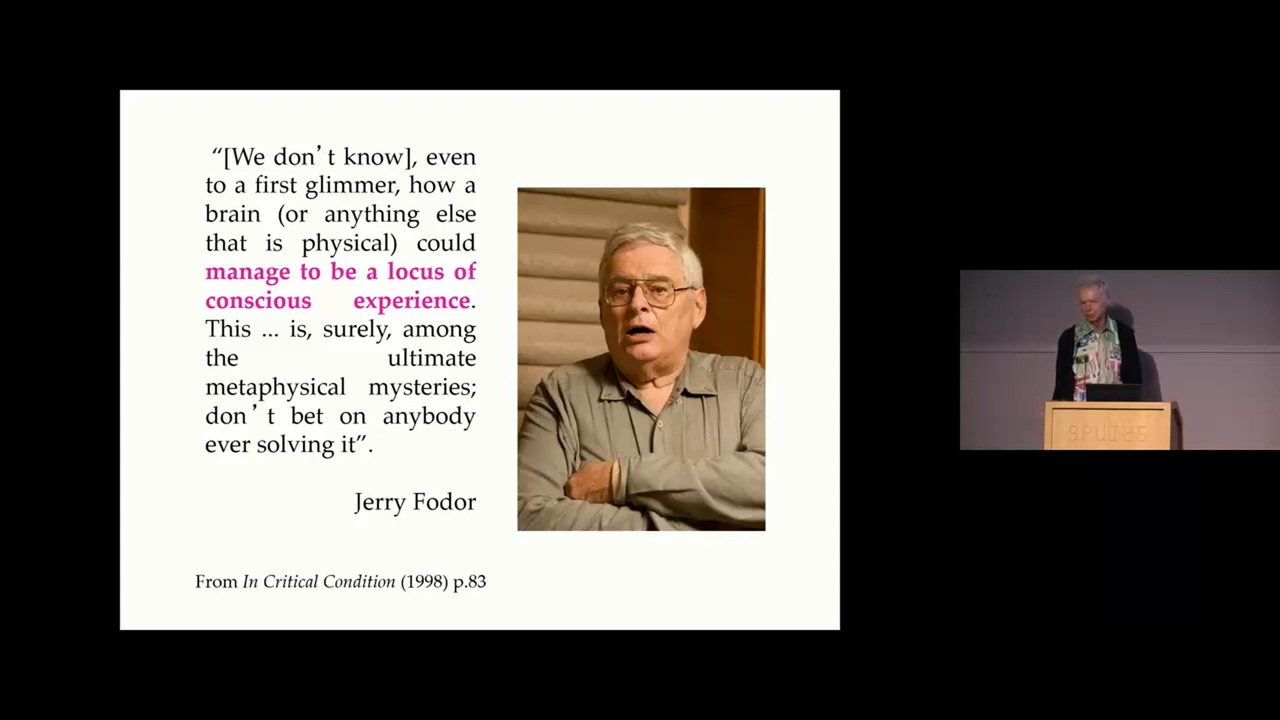 “[We don’t know], even
to a first glimmer, how a
brain (or anything else
that is physical) could
manage to be a locus of
conscious experience.
This ... is, surely, among
the ultimate
metaphysical mysteries;
don’t bet on anybody
ever solving it”.
Jerry Fodor
From In Critical Condition (1998) p.83